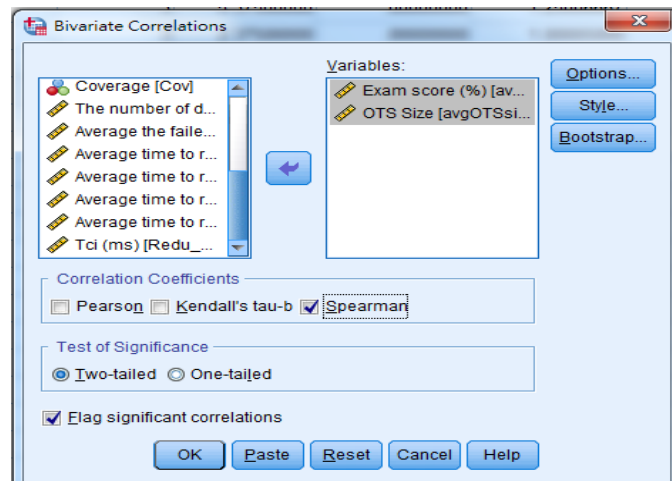 Bivariate Correlations
Variables:
Coverage [Cov]
The number of d...
Average the faile...
Average time to r...
Average time to r...
Average time to r...
Average time to r...
Tci (ms) [Redu_...
Exam score (%) [av...
OTS Size [avgOTSsi...
Options...
Style...
Bootstrap...
Correlation Coefficients
Pearson Kendall's tau-b Spearman
Test of Significance
Two-tailed One-tailed
Flag significant correlations
OK Paste Reset Cancel Help